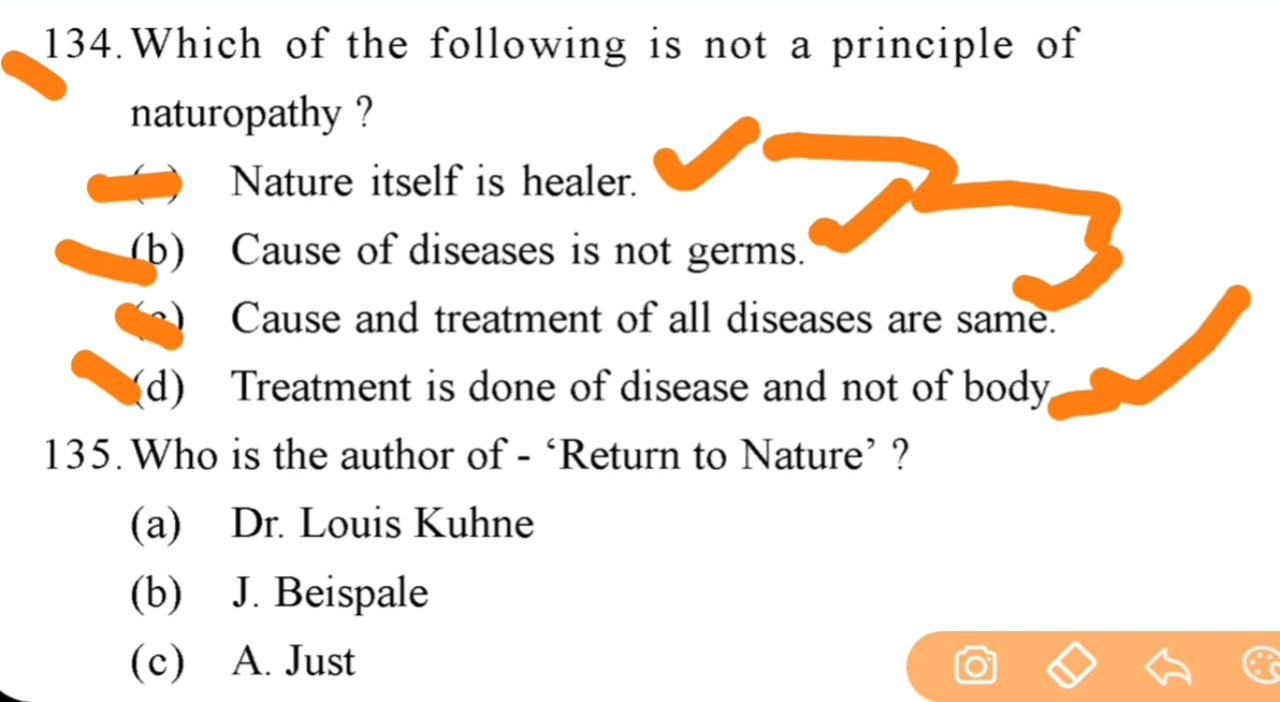 134. Which of the following is not a principle of
naturopathy ?
Nature itself is healer.
(b) Cause of diseases is not germs.
Cause and treatment of all diseases are same.
(d) Treatment is done of disease and not of body.
135. Who is the author of - ‘Return to Nature’ ?
(a) Dr. Louis Kuhne
(b) J. Beispale
(c) A. Just